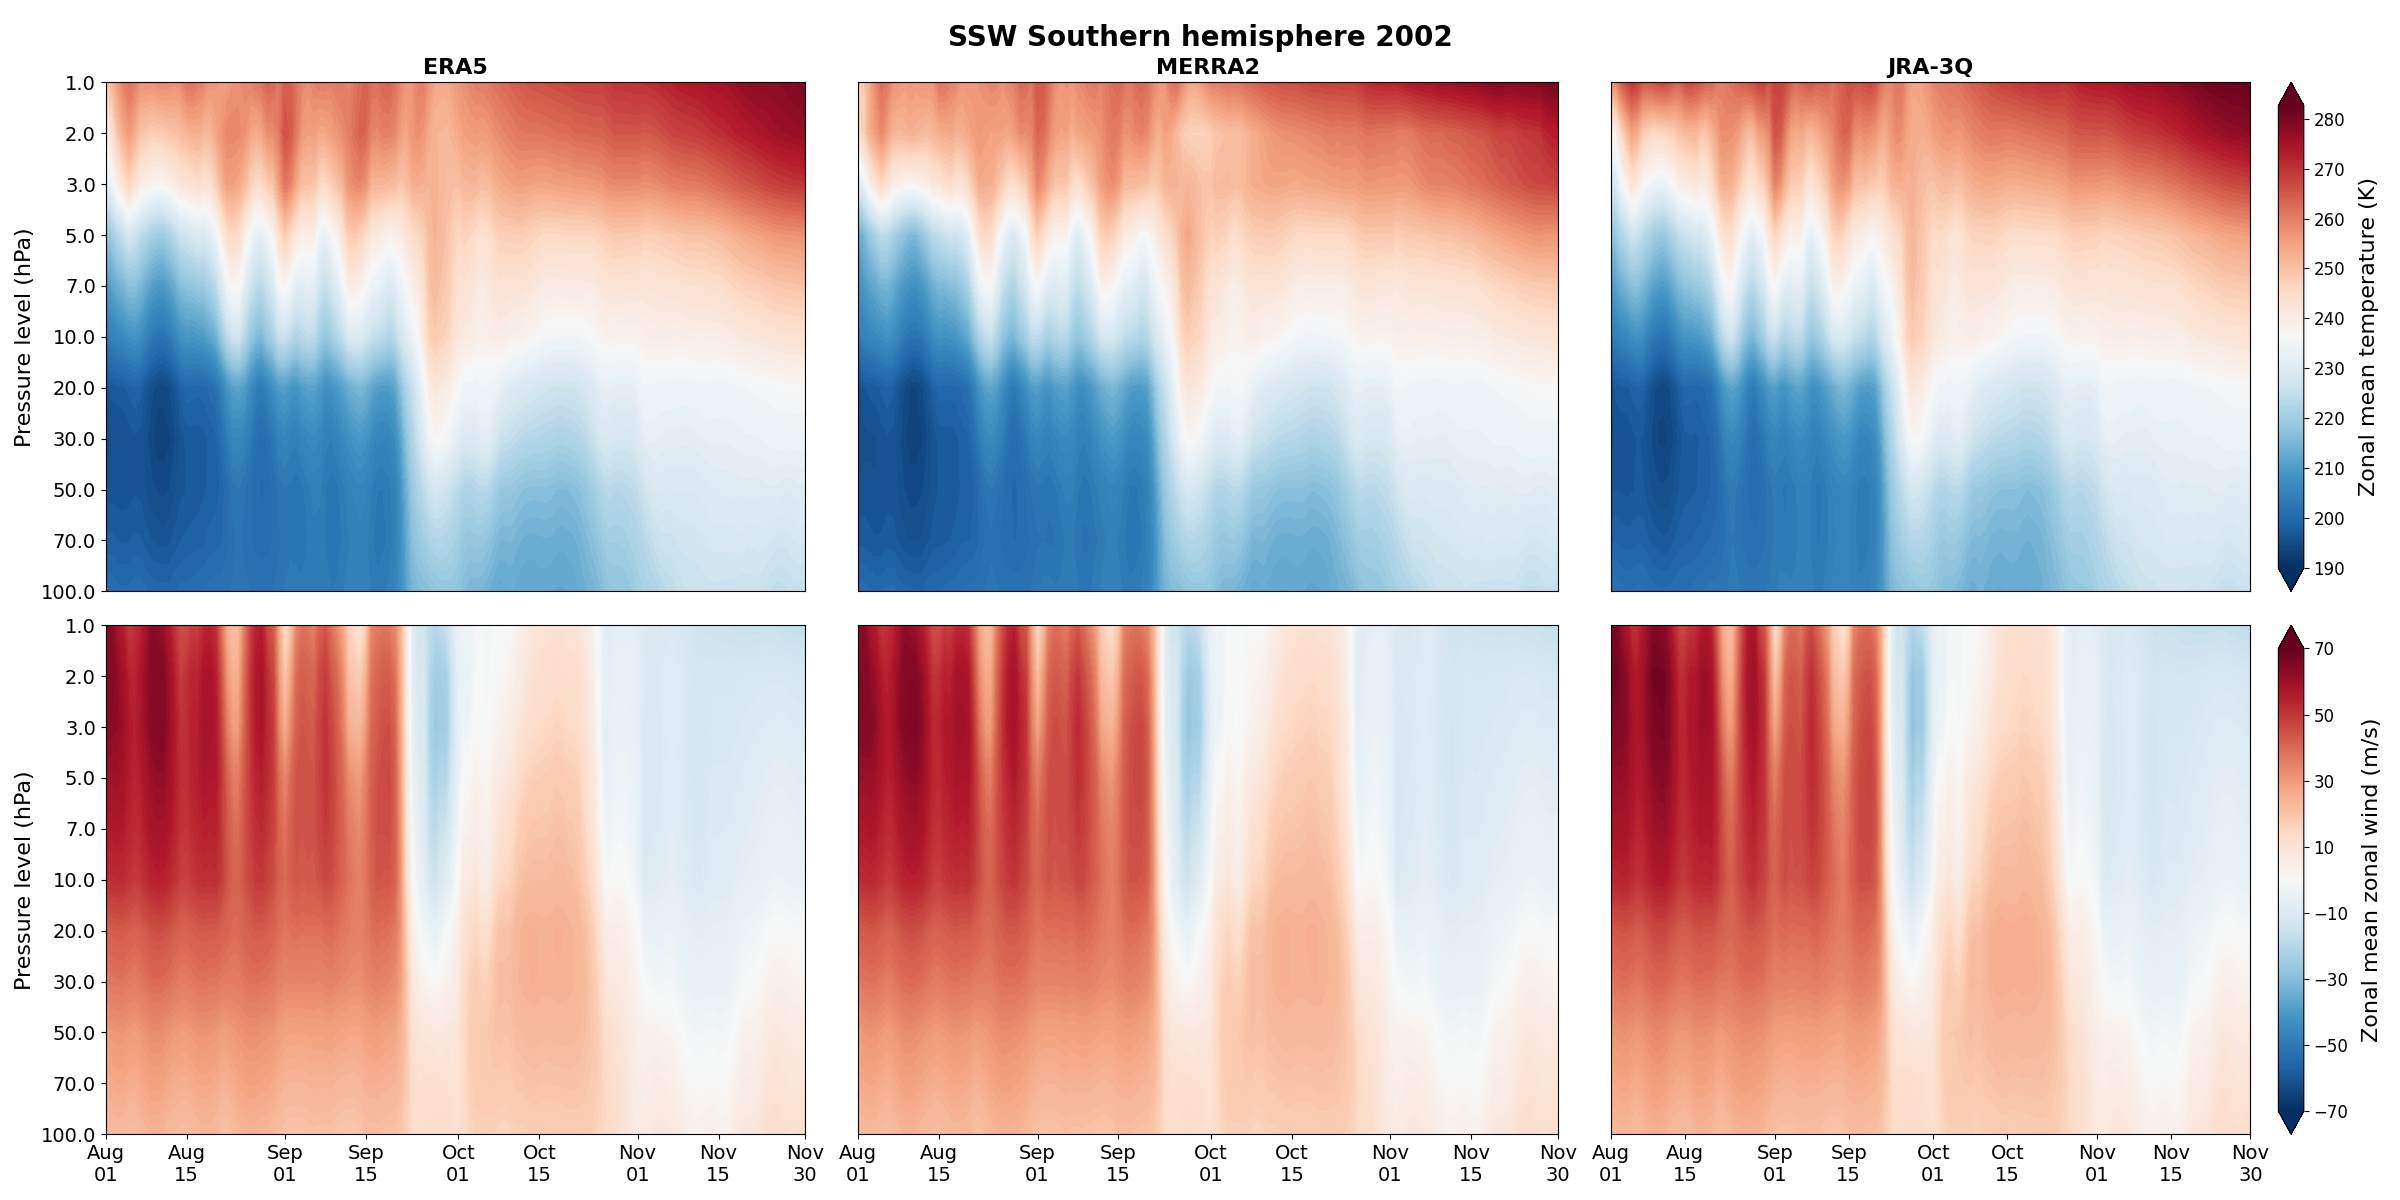 SSW Southern hemisphere 2002
ERA5
MERRA2
JRA-3Q
Pressure level (hPa)
1.0
2.0
3.0
5.0
7.0
10.0
20.0
30.0
50.0
70.0
100.0
280
270
260
250
240
230
220
210
200
190
Zonal mean temperature (K)
Pressure level (hPa)
1.0
2.0
3.0
5.0
7.0
10.0
20.0
30.0
50.0
70.0
100.0
70
50
30
10
−10
−30
−50
−70
Zonal mean zonal wind (m/s)
Aug Aug Sep Sep Oct Oct Nov Nov Nov
01 15 01 15 01 15 01 15 30
Aug Aug Sep Sep Oct Oct Nov Nov Nov
01 15 01 15 01 15 01 15 30
Aug Aug Sep Sep Oct Oct Nov Nov Nov
01 15 01 15 01 15 01 15 30